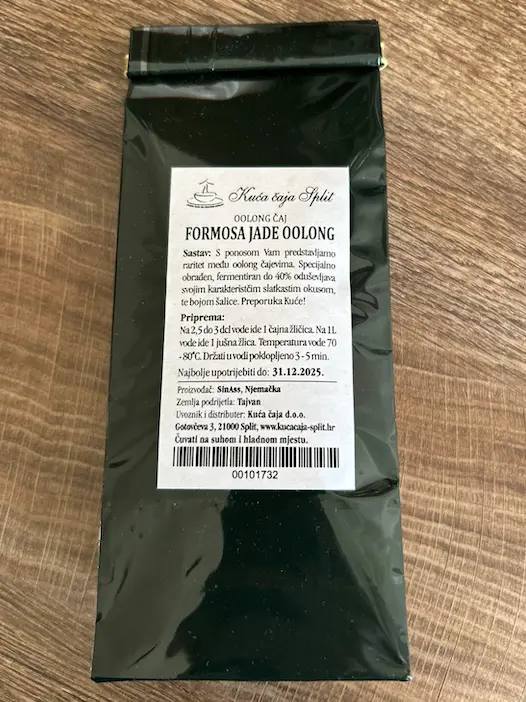 Kuća čaja Split
OOLONG ČAJ
FORMOSA JADE OOLONG
Sastav: S ponosom Vam predstavljamo
raritet među oolong čajevima. Specijalno
obrađen, fermentiran do 40% oduševljava
svojim karakterističm slatkastim okusom,
te bojom šalice. Preporuka Kuće!
Priprema:
Na 2,5 do 3 dcl vode ide 1 čajna žličica. Na 1L
vode ide 1 jušna žlica. Temperatura vode 70
- 80°C. Držati u vodi poklopljeno 3 - 5 min.
Najbolje upotrijebiti do: 31.12.2025.
Proizvođač: SinAss, Njemačka
Zemlja podrijetla: Tajvan
Uvoznik i distributer: Kuća čaja d.o.o.
Gotovčeva 3, 21000 Split, www.kucacaja-split.hr
Čuvati na suhom i hladnom mjestu.
00101732